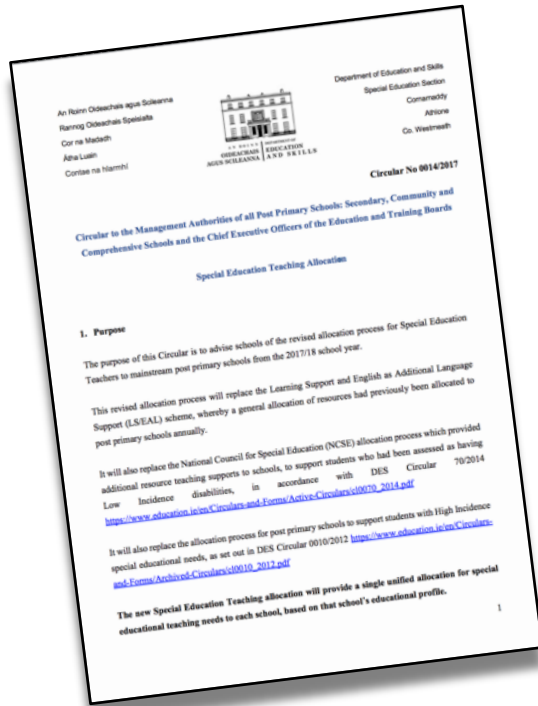 An Roinn Oideachais agus Scileanna
Rannog Oideachais Speisialta
Cor na Madadh
Átha Luain
Contae na hIarmhí
AN ROINN
OIDEACHAIS
AGUS SCILEANNA
DEPARTMENT OF
EDUCATION
AND SKILLS
Department of Education and Skills
Special Education Section
Cornamaddy
Athlone
Co. Westmeath
Circular No 0014/2017
Circular to the Management Authorities of all Post Primary Schools: Secondary, Community and
Comprehensive Schools and the Chief Executive Officers of the Education and Training Boards
Special Education Teaching Allocation
1. Purpose
The purpose of this Circular is to advise schools of the revised allocation process for Special Education
Teachers to mainstream post primary schools from the 2017/18 school year.
This revised allocation process will replace the Learning Support and English as Additional Language
Support (LS/EAL) scheme, whereby a general allocation of resources had previously been allocated to
post primary schools annually.
It will also replace the National Council for Special Education (NCSE) allocation process which provided
additional resource teaching supports to schools, to support students who had been assessed as having
Low Incidence disabilities, in accordance with DES Circular 70/2014
https://www.education.ie/en/Circulars-and-Forms/Active-Circulars/cl0070_2014.pdf
It will also replace the allocation process for post primary schools to support students with High Incidence
special educational needs, as set out in DES Circular 0010/2012 https://www.education.ie/en/Circulars-
and-Forms/Archived-Circulars/cl0010_2012.pdf
The new Special Education Teaching allocation will provide a single unified allocation for special
educational teaching needs to each school, based on that school's educational profile.
1